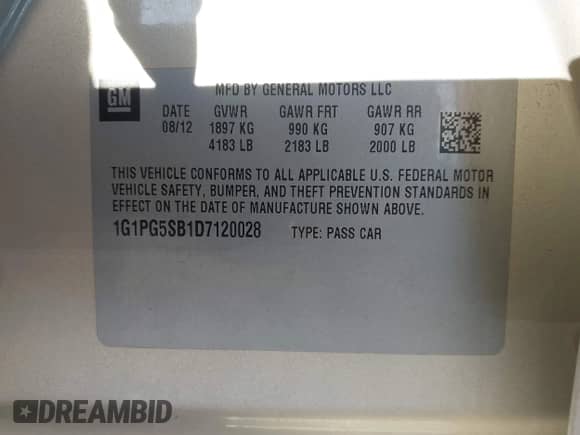 GM
MFD BY GENERAL MOTORS LLC
DATE GVWR GAWR FRT GAWR RR
08/12 1897 KG 990 KG 907 KG
4183 LB 2183 LB 2000 LB
THIS VEHICLE CONFORMS TO ALL APPLICABLE U.S. FEDERAL MOTOR
VEHICLE SAFETY, BUMPER, AND THEFT PREVENTION STANDARDS IN
EFFECT ON THE DATE OF MANUFACTURE SHOWN ABOVE.
1G1PG5SB1D7120028 TYPE: PASS CAR
DREAMBID